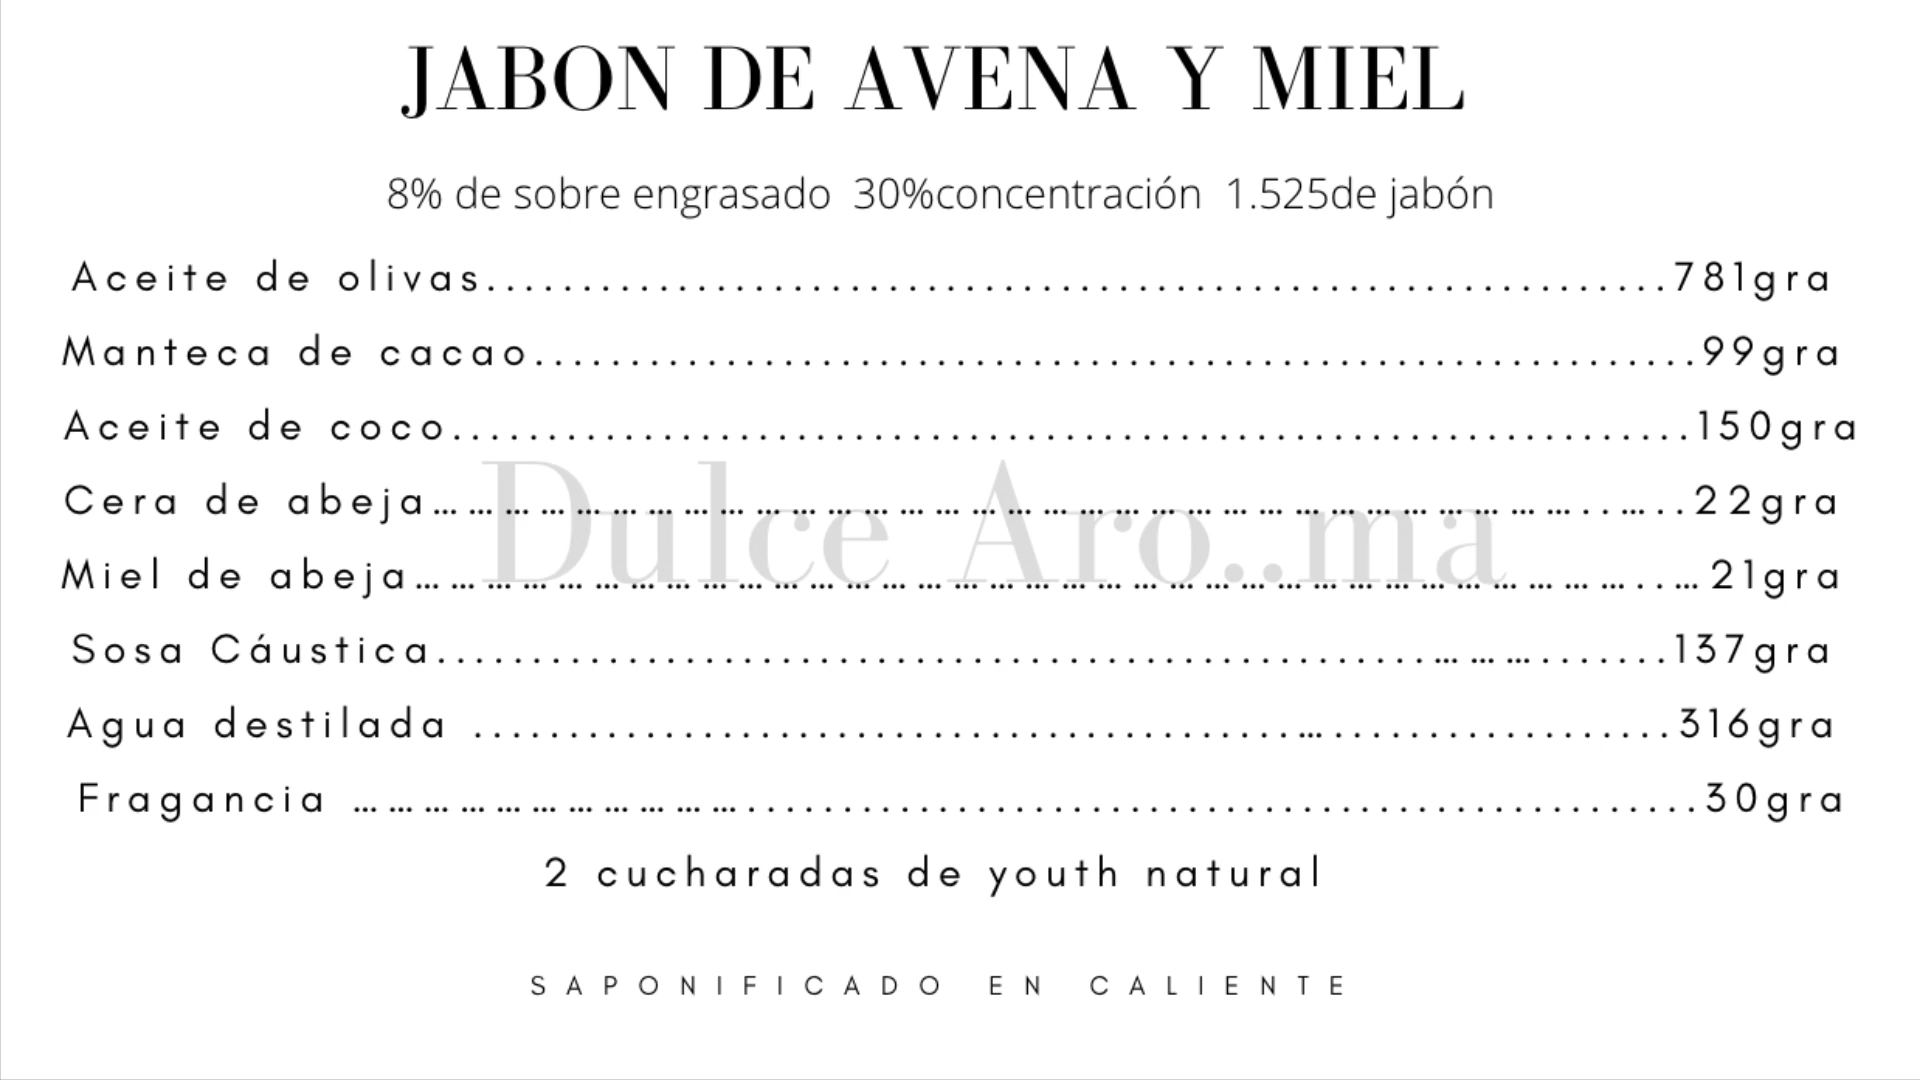 JABON DE AVENA Y MIEL
8% de sobre engrasado 30%concentración 1.525de jabón
Aceite de olivas..............................................................781gra
Manteca de cacao.............................................................99gra
Aceite de coco.................................................................150gra
Cera de abeja… … … … … … … … … … … … … … … … … … … … … … … … … … … … … … … …..…..22gra
Dulce Aro..ma
Miel de abeja… … … … … … … … … … … … … … … … … … … … … … … … … … … … … … … … … …..…21gra
Sosa Cáustica....................................................… … ….......137gra
Agua destilada ...........................................….................316gra
Fragancia … … … … … … … … … … …..................................................30gra
2 cucharadas de youth natural
SAPONIFICADO EN CALIENTE